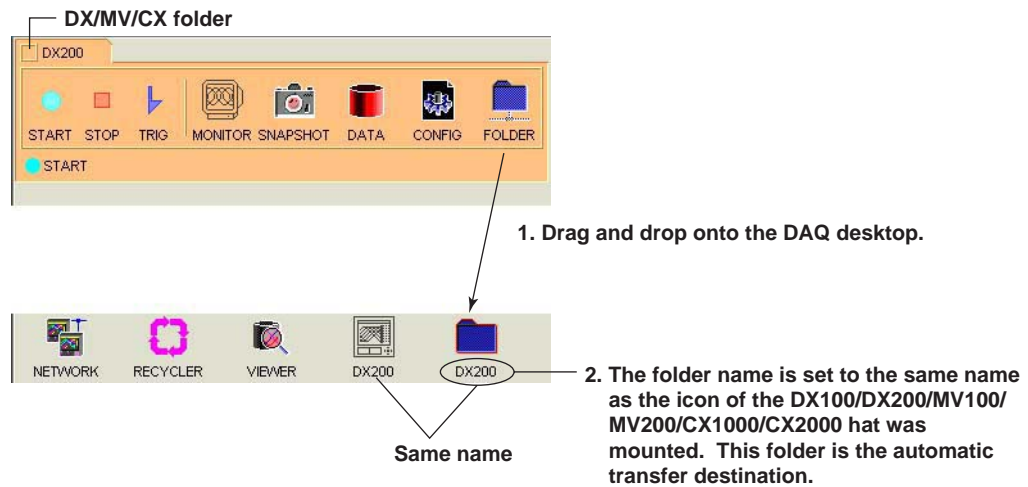 DX/MV/CX folder
DX200
START STOP TRIG MONITOR SNAPSHOT DATA CONFIG FOLDER
START
1. Drag and drop onto the DAQ desktop.
NETWORK RECYCLER VIEWER DX200 DX200
Same name
2. The folder name is set to the same name
as the icon of the DX100/DX200/MV100/
MV200/CX1000/CX2000 hat was
mounted. This folder is the automatic
transfer destination.